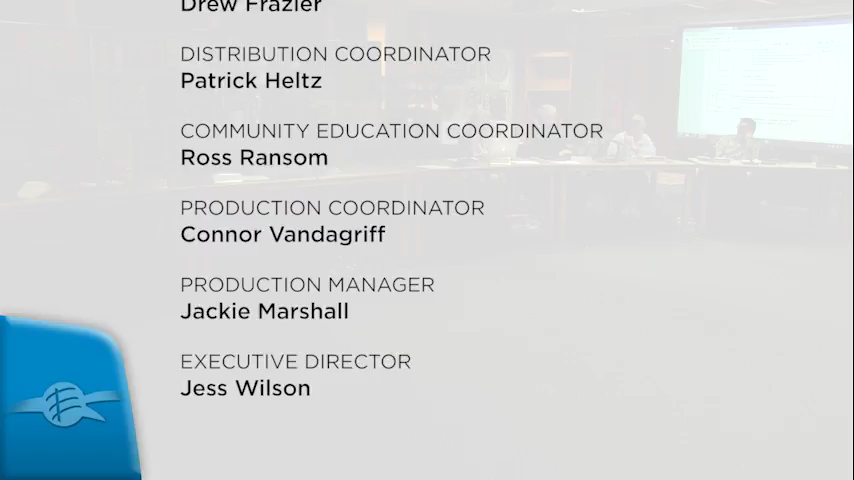 Drew Frazier
DISTRIBUTION COORDINATOR
Patrick Heltz
COMMUNITY EDUCATION COORDINATOR
Ross Ransom
PRODUCTION COORDINATOR
Connor Vandagriff
PRODUCTION MANAGER
Jackie Marshall
EXECUTIVE DIRECTOR
Jess Wilson